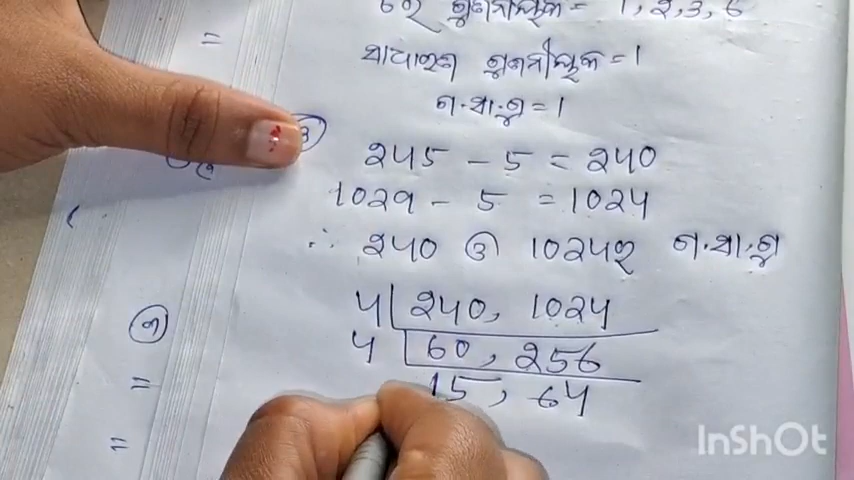 ର ଗୁଣନୀୟକ = 1, 2, 3, 6
=
ସାଧାରଣ ଗୁଣନୀୟକ = 1
ଗ.ସା.ଗୁ = 1
245 - 5 = 240
1029 - 5 = 1024
∴ 240 ଓ 1024ର ଗ.ସା.ଗୁ
4 | 240, 1024
4 | 60, 256
15, 64
=
=
InShOt